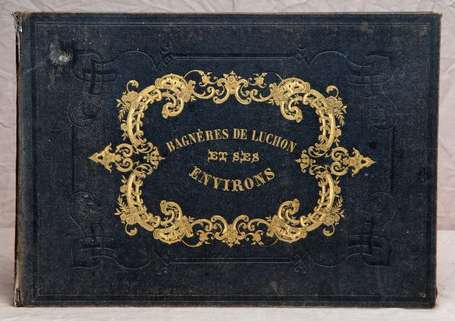 BAGNÈRES DE LUCHON
ET SES
ENVIRONS